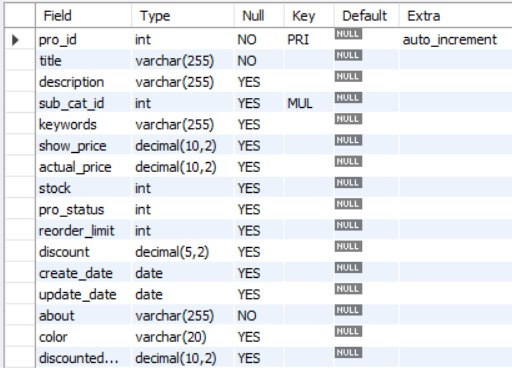 Field Type Null Key Default Extra
pro_id int NO PRI NULL auto_increment
title varchar(255) NO NULL
description varchar(255) YES NULL
sub_cat_id int YES MUL NULL
keywords varchar(255) YES NULL
show_price decimal(10,2) YES NULL
actual_price decimal(10,2) YES NULL
stock int YES NULL
pro_status int YES NULL
reorder_limit int YES NULL
discount decimal(5,2) YES NULL
create_date date YES NULL
update_date date YES NULL
about varchar(255) NO NULL
color varchar(20) YES NULL
discounted... decimal(10,2) YES NULL